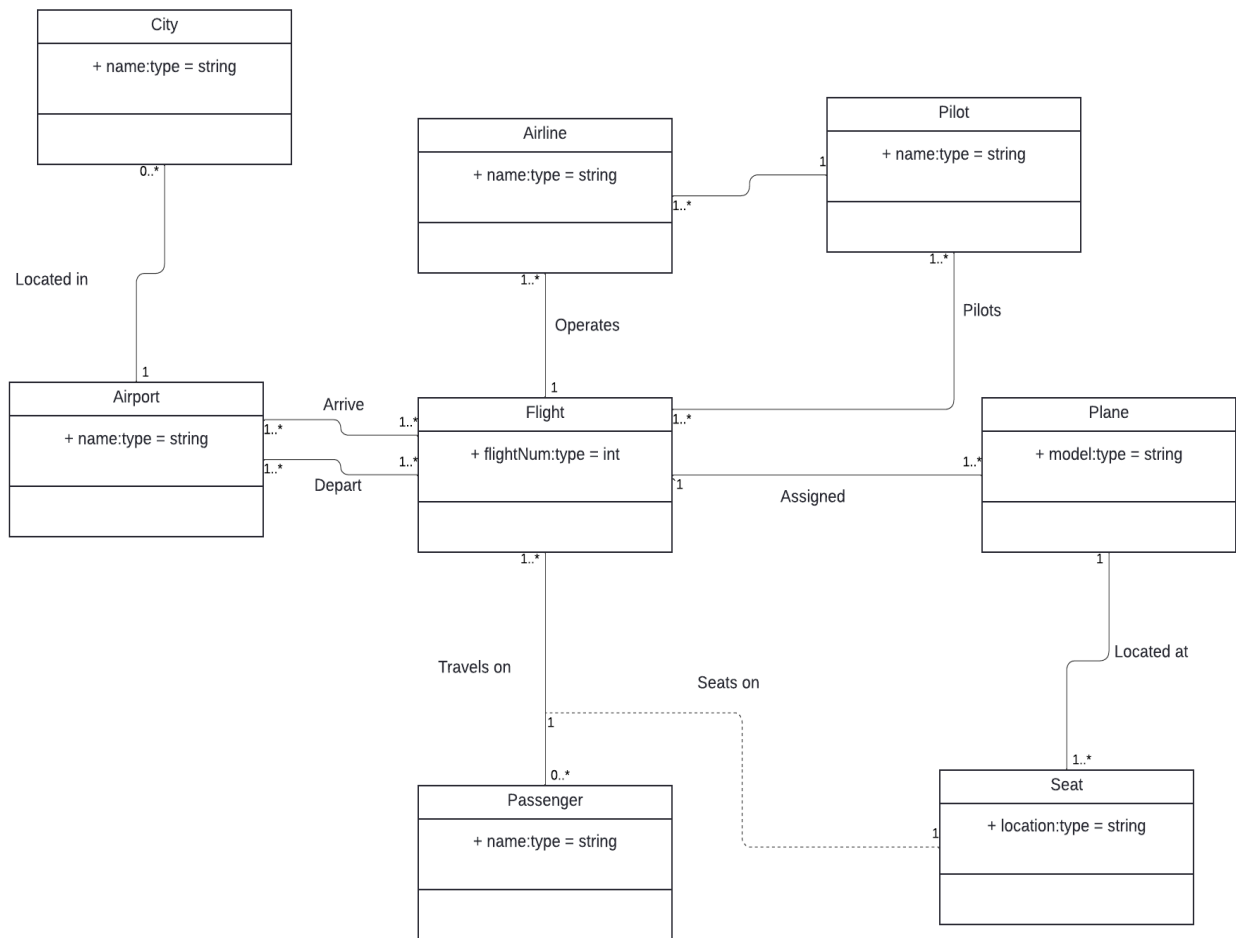 City
+ name:type = string
0..*
Located in
1
Airport
+ name:type = string
Arrive
1..*
1..*
1..*
1..*
Depart
Airline
+ name:type = string
1..*
1..*
Operates
1
Pilot
+ name:type = string
1
1..*
Pilots
Flight
+ flightNum:type = int
1..*
1..*
`1
Assigned
1..*
Plane
+ model:type = string
1
Located at
1..*
Travels on
Seats on
1
0..*
Passenger
+ name:type = string
1
Seat
+ location:type = string